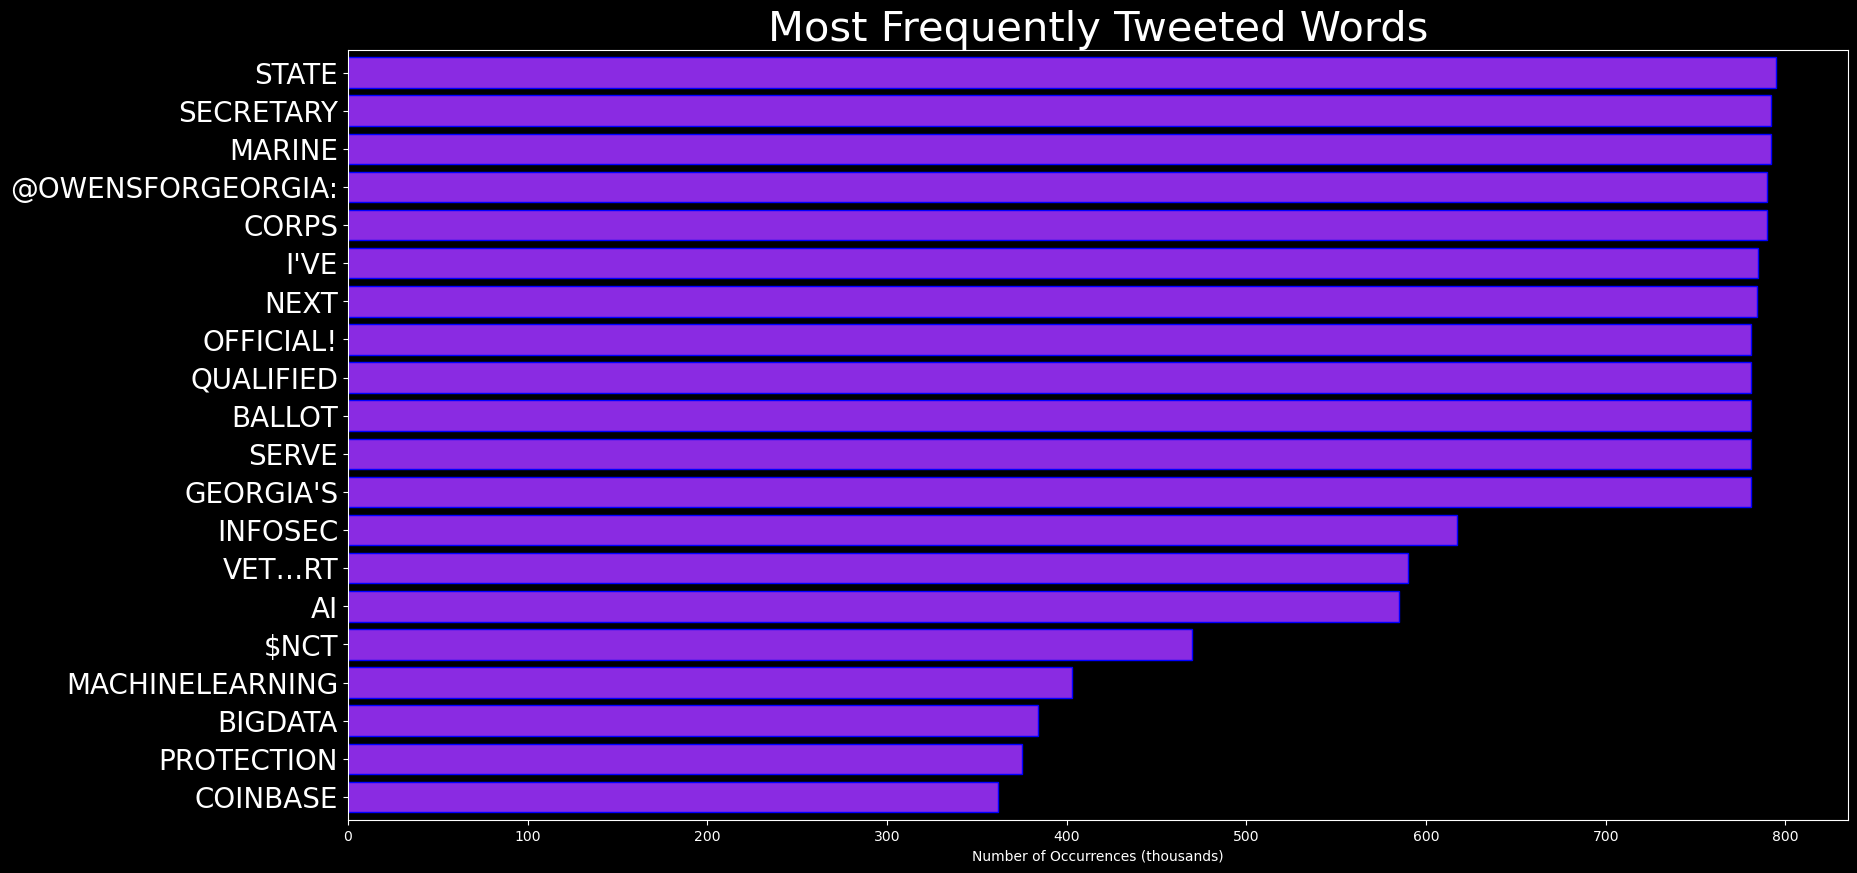 Most Frequently Tweeted Words
STATE
SECRETARY
MARINE
@OWENSFORGEORGIA:
CORPS
I'VE
NEXT
OFFICIAL!
QUALIFIED
BALLOT
SERVE
GEORGIA'S
INFOSEC
VET…RT
AI
$NCT
MACHINELEARNING
BIGDATA
PROTECTION
COINBASE
0 100 200 300 400 500 600 700 800
Number of Occurrences (thousands)